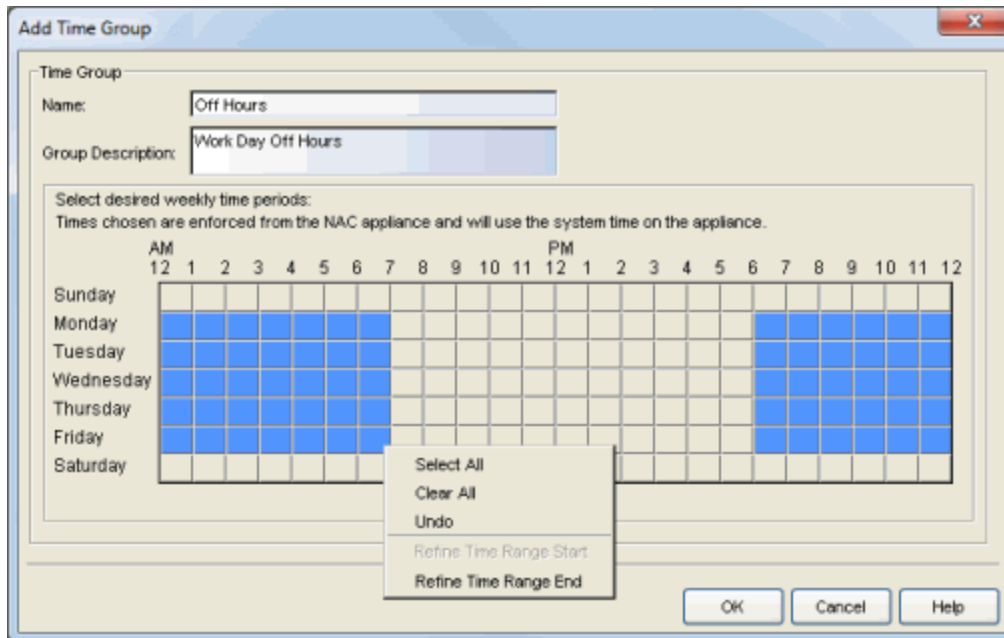 Add Time Group
Time Group
Name: Off Hours
Group Description: Work Day Off Hours
Select desired weekly time periods:
Times chosen are enforced from the NAC appliance and will use the system time on the appliance.
AM PM
12 1 2 3 4 5 6 7 8 9 10 11 12 1 2 3 4 5 6 7 8 9 10 11 12
Sunday
Monday
Tuesday
Wednesday
Thursday
Friday
Saturday
Select All
Clear All
Undo
Refine Time Range Start
Refine Time Range End
OK Cancel Help